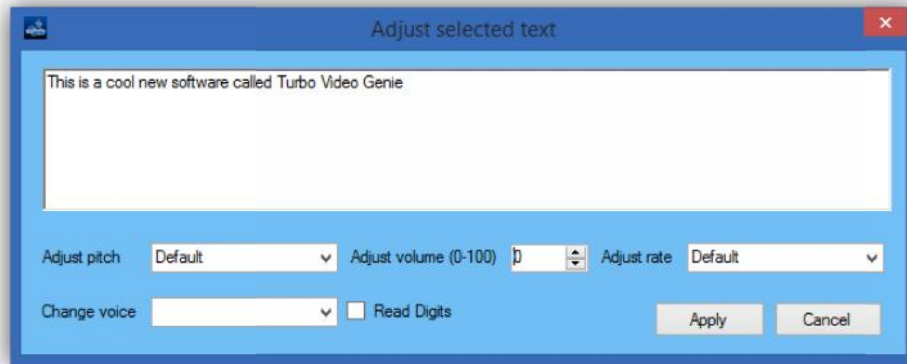 Adjust selected text
This is a cool new software called Turbo Video Genie
Adjust pitch Default Adjust volume (0-100) 0 Adjust rate Default
Change voice Read Digits Apply Cancel